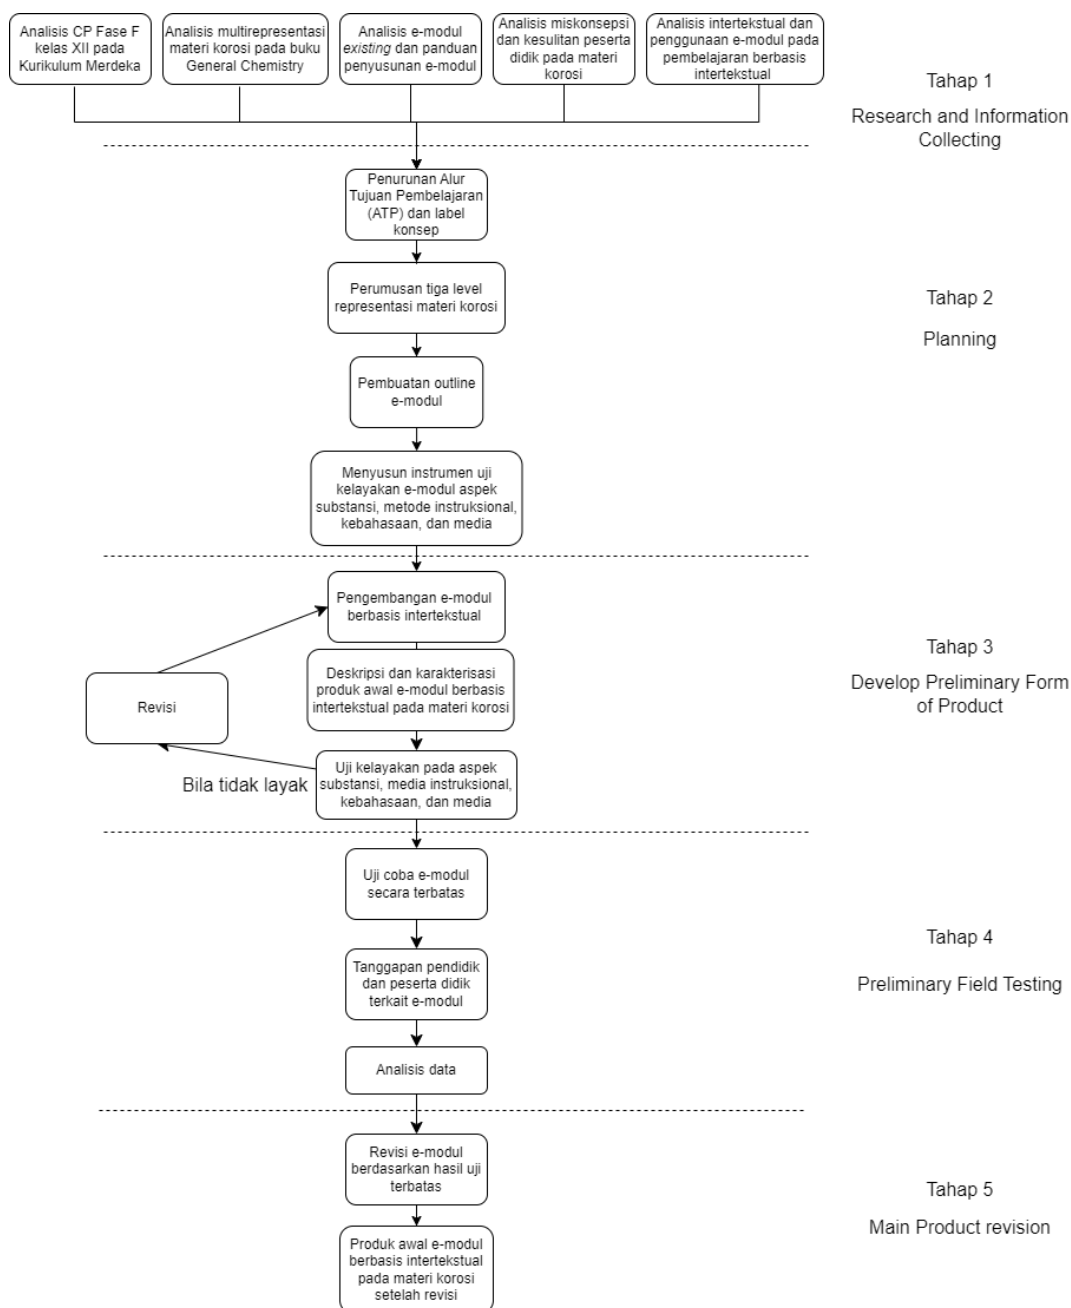 Analisis CP Fase F
kelas XII pada
Kurikulum Merdeka
Analisis multirepresentasi
materi korosi pada buku
General Chemistry
Analisis e-modul
existing dan panduan
penyusunan e-modul
Analisis miskonsepsi
dan kesulitan peserta
didik pada materi
korosi
Analisis intertekstual dan
penggunaan e-modul pada
pembelajaran berbasis
intertekstual
Tahap 1
Research and Information
Collecting
Penurunan Alur
Tujuan Pembelajaran
(ATP) dan label
konsep
Perumusan tiga level
representasi materi korosi
Tahap 2
Planning
Pembuatan outline
e-modul
Menyusun instrumen uji
kelayakan e-modul aspek
substansi, metode instruksional,
kebahasaan, dan media
Pengembangan e-modul
berbasis intertekstual
Tahap 3
Develop Preliminary Form
of Product
Deskripsi dan karakterisasi
produk awal e-modul berbasis
intertekstual pada materi korosi
Revisi
Bila tidak layak
Uji kelayakan pada aspek
substansi, media instruksional,
kebahasaan, dan media
Uji coba e-modul
secara terbatas
Tahap 4
Preliminary Field Testing
Tanggapan pendidik
dan peserta didik
terkait e-modul
Analisis data
Revisi e-modul
berdasarkan hasil uji
terbatas
Tahap 5
Main Product revision
Produk awal e-modul
berbasis intertekstual
pada materi korosi
setelah revisi